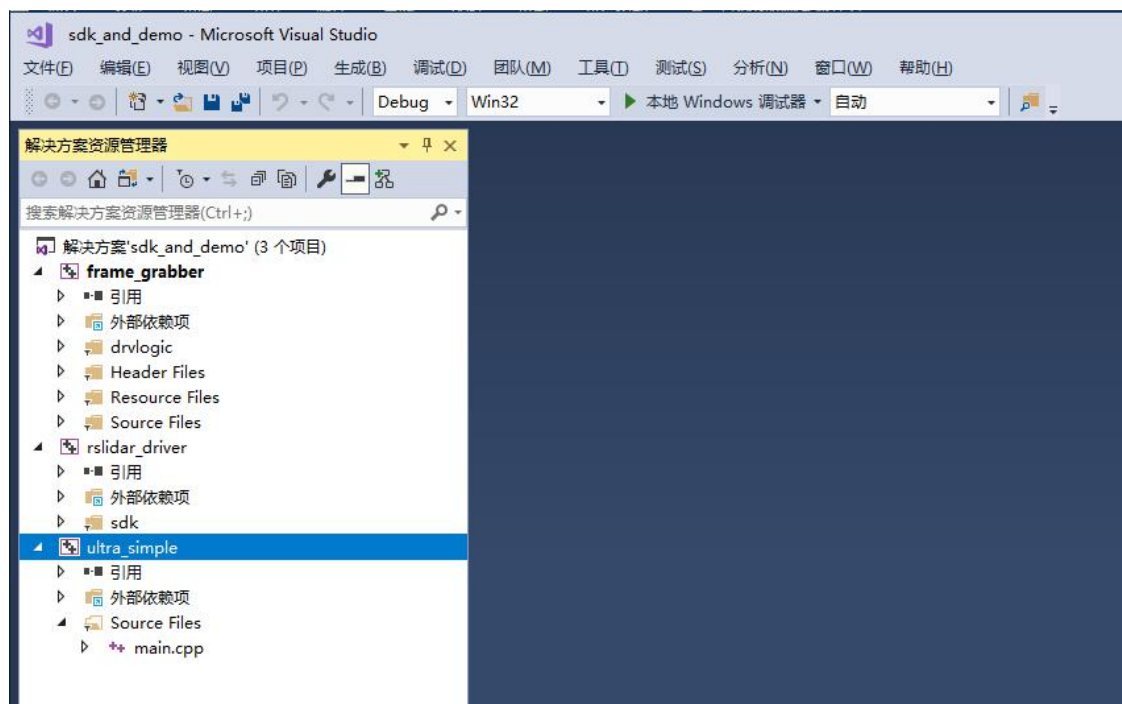 sdk_and_demo - Microsoft Visual Studio
文件(F) 编辑(E) 视图(V) 项目(P) 生成(B) 调试(D) 团队(M) 工具(T) 测试(S) 分析(N) 窗口(W) 帮助(H)
Debug Win32 本地 Windows 调试器 自动
解决方案资源管理器
搜索解决方案资源管理器(Ctrl+;)
解决方案'sdk_and_demo' (3 个项目)
frame_grabber
引用
外部依赖项
drvlogic
Header Files
Resource Files
Source Files
rslidar_driver
引用
外部依赖项
sdk
ultra_simple
引用
外部依赖项
Source Files
main.cpp